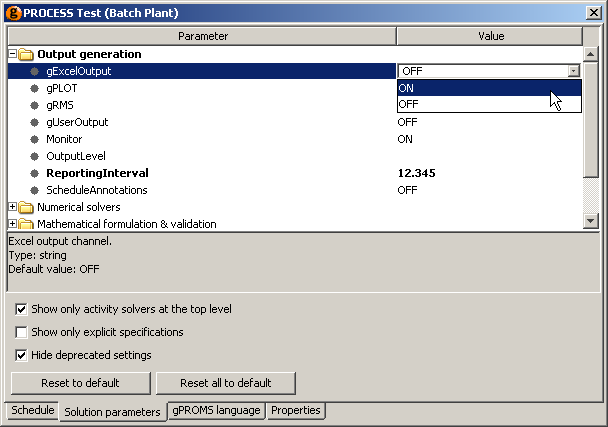 PROCESS Test (Batch Plant)
Parameter Value
Output generation
gExcelOutput OFF
gPLOT ON
gRMS OFF
gUserOutput OFF
Monitor ON
OutputLevel
ReportingInterval 12.345
ScheduleAnnotations OFF
Numerical solvers
Mathematical formulation & validation
Excel output channel.
Type: string
Default value: OFF
Show only activity solvers at the top level
Show only explicit specifications
Hide deprecated settings
Reset to default Reset all to default
Schedule Solution parameters gPROMS language Properties